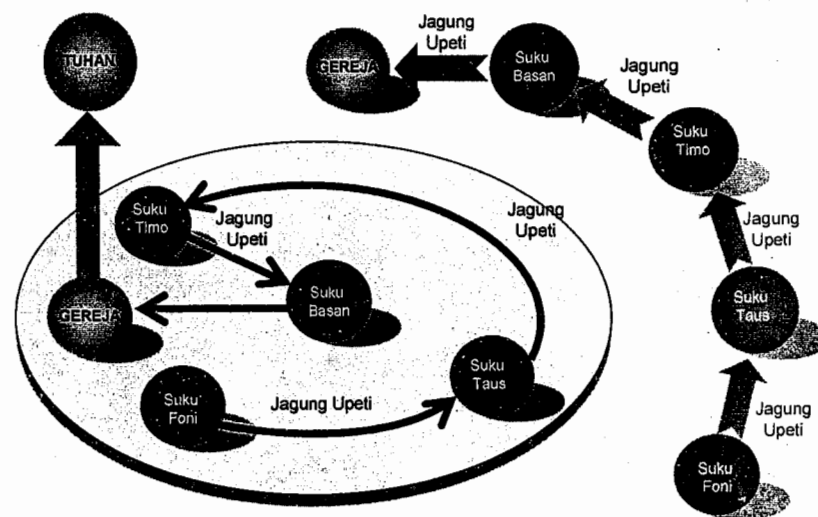 TUHAN
Jagung
Upeti
GEREJA
Suku
Basan
Jagung
Upeti
Suku
Timo
Suku
Timo
Jagung
Upeti
Jagung
Upeti
Jagung
Upeti
GEREJA
Suku
Basan
Suku
Taus
Suku
Taus
Suku
Foni
Jagung Upeti
Jagung
Upeti
Suku
Foni